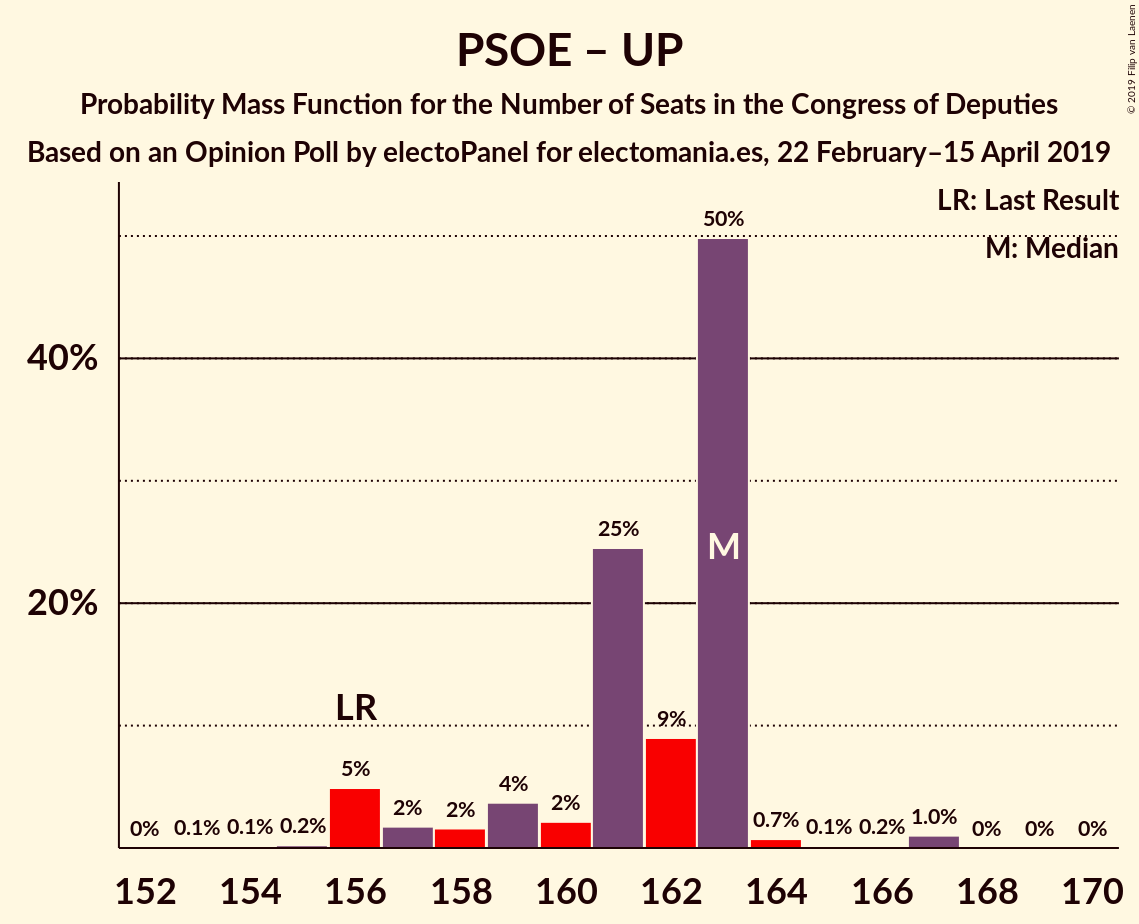 PSOE – UP
Probability Mass Function for the Number of Seats in the Congress of Deputies
Based on an Opinion Poll by electoPanel for electomania.es, 22 February–15 April 2019
© 2019 Filip van Laenen
LR: Last Result
M: Median
50%
40%
25%
M
20%
LR
9%
5%
4%
2%
2%
2%
0%
0.1%
0.1%
0.2%
0.7%
0.1%
0.2%
1.0%
0%
0%
0%
152 154 156 158 160 162 164 166 168 170